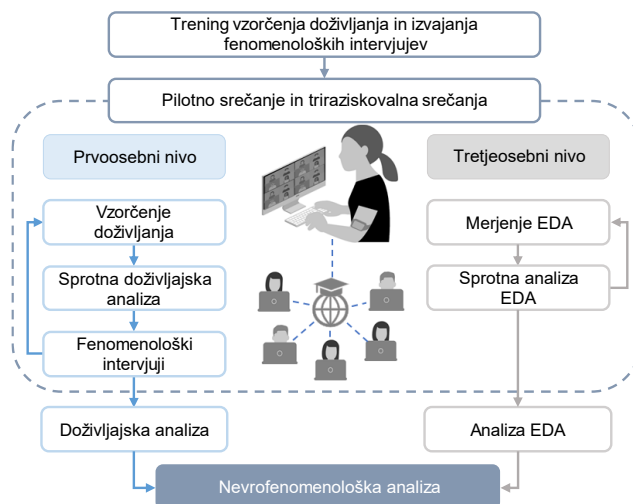 Trening vzorčenja doživljanja in izvajanja
fenomenoloških intervjujev
Pilotno srečanje in triraziskovalna srečanja
Prvoosebni nivo
Tretjeosebni nivo
Vzorčenje
doživljanja
Merjenje EDA
Sprotna doživljajska
analiza
Sprotna analiza
EDA
Fenomenološki
intervjuji
Doživljajska analiza
Analiza EDA
Nevrofenomenološka analiza